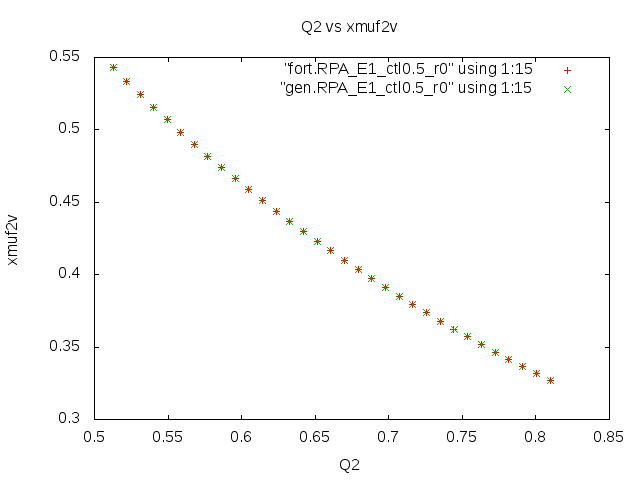 Q2 vs xmuf2v
"fort.RPA_E1_ctl0.5_r0" using 1:15
"gen.RPA_E1_ctl0.5_r0" using 1:15
0.55
0.5
0.45
0.4
0.35
0.3
xmuf2v
0.5 0.55 0.6 0.65 0.7 0.75 0.8 0.85
Q2